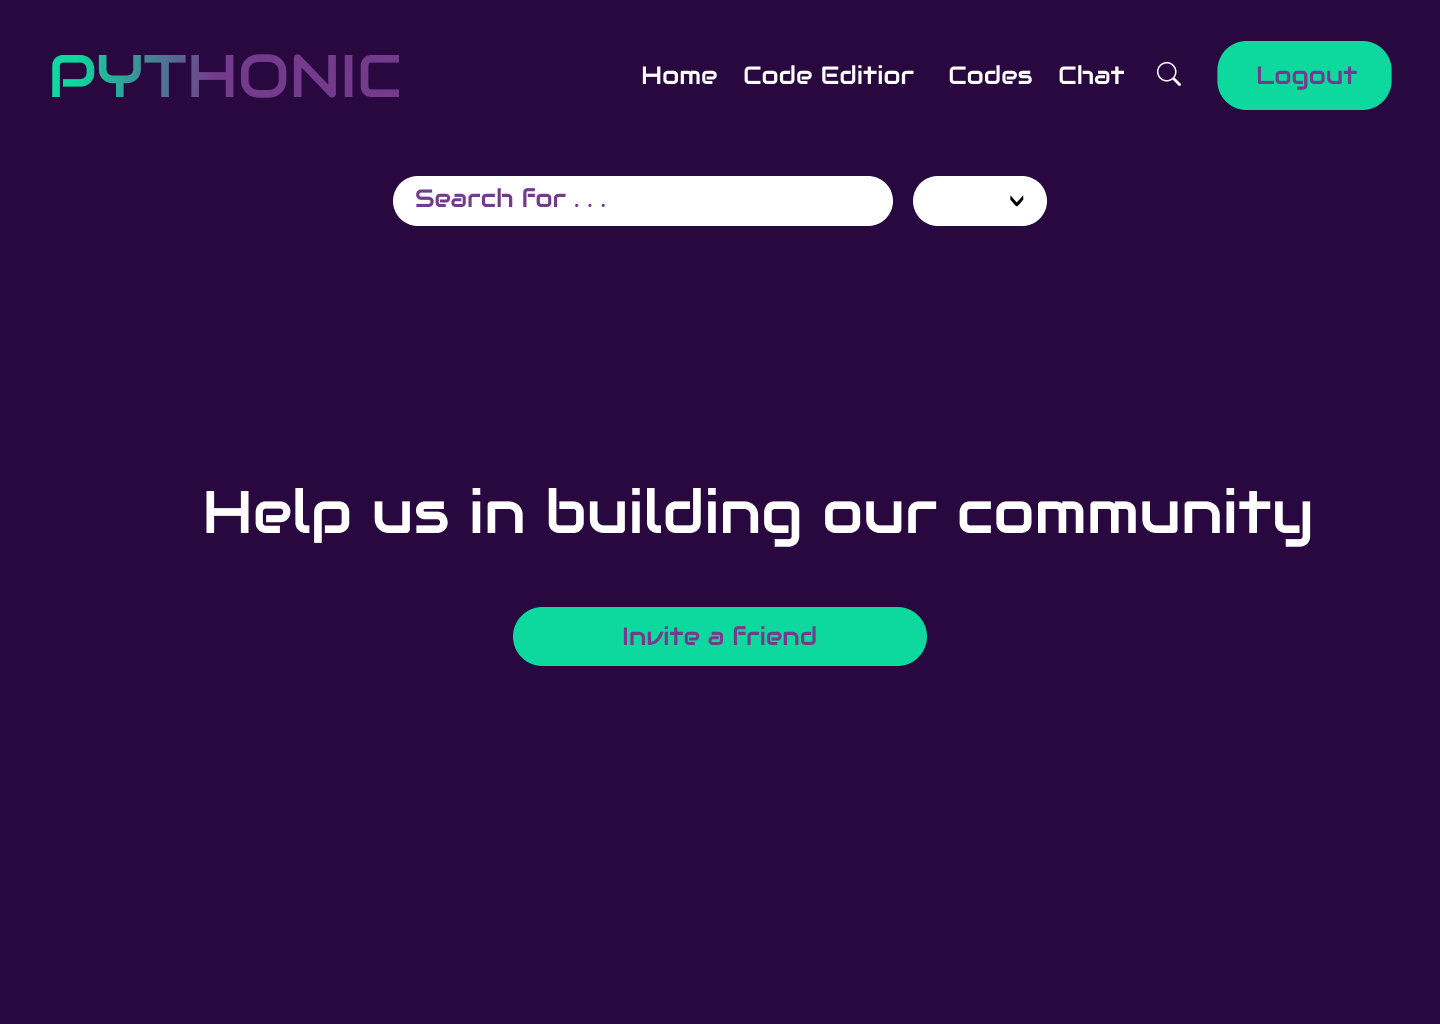 PYTHONIC Home Code Editior Codes Chat Logout
Search for . . .
Help us in building our community
Invite a friend